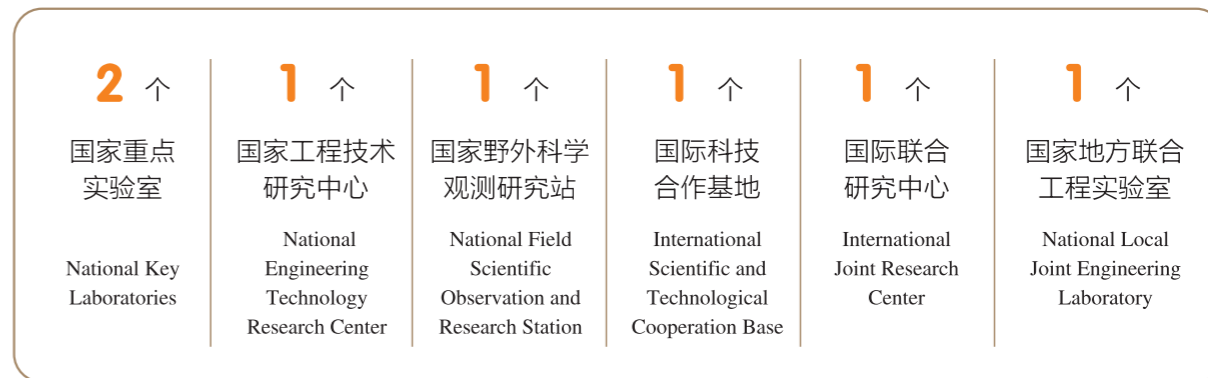 2 个
国家重点
实验室
National Key
Laboratories
1 个
国家工程技术
研究中心
National
Engineering
Technology
Research Center
1 个
国家野外科学
观测研究站
National Field
Scientific
Observation and
Research Station
1 个
国际科技
合作基地
International
Scientific and
Technological
Cooperation Base
1 个
国际联合
研究中心
International
Joint Research
Center
1 个
国家地方联合
工程实验室
National Local
Joint Engineering
Laboratory